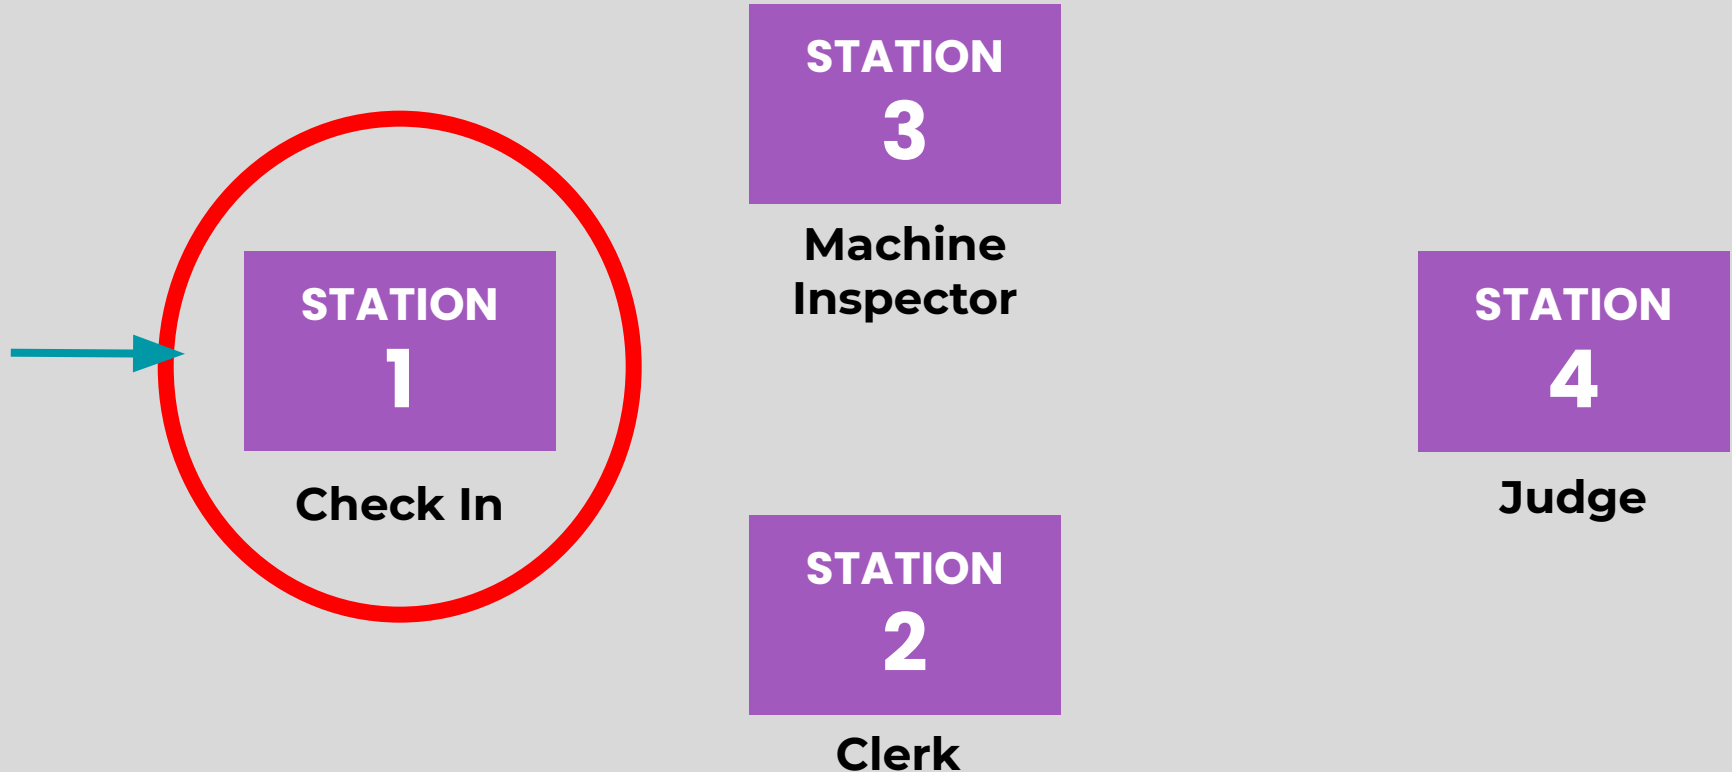 STATION
3
Machine
Inspector
STATION
1
Check In
STATION
4
Judge
STATION
2
Clerk